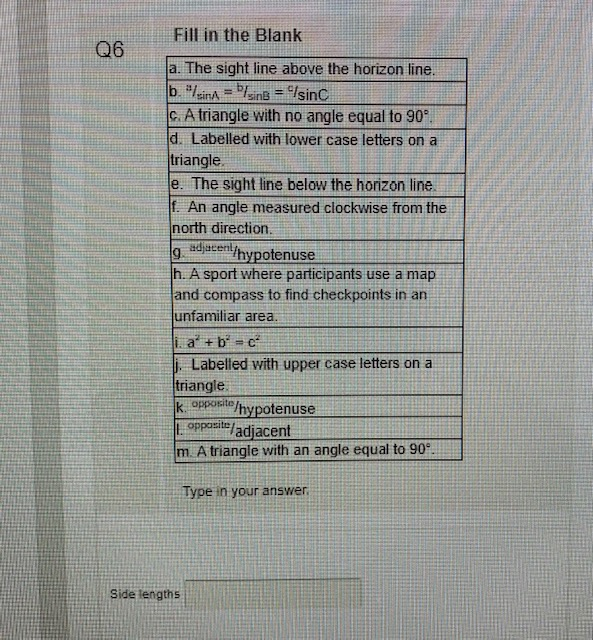 Q6
Fill in the Blank
a. The sight line above the horizon line.
b. a/sinA = b/sinB = c/sinC
c. A triangle with no angle equal to 90°.
d. Labelled with lower case letters on a
triangle.
e. The sight line below the horizon line.
f. An angle measured clockwise from the
north direction.
g. adjacent/hypotenuse
h. A sport where participants use a map
and compass to find checkpoints in an
unfamiliar area.
i. a² + b² = c²
j. Labelled with upper case letters on a
triangle.
k. opposite/hypotenuse
l. opposite/adjacent
m. A triangle with an angle equal to 90°.
Type in your answer.
Side lengths